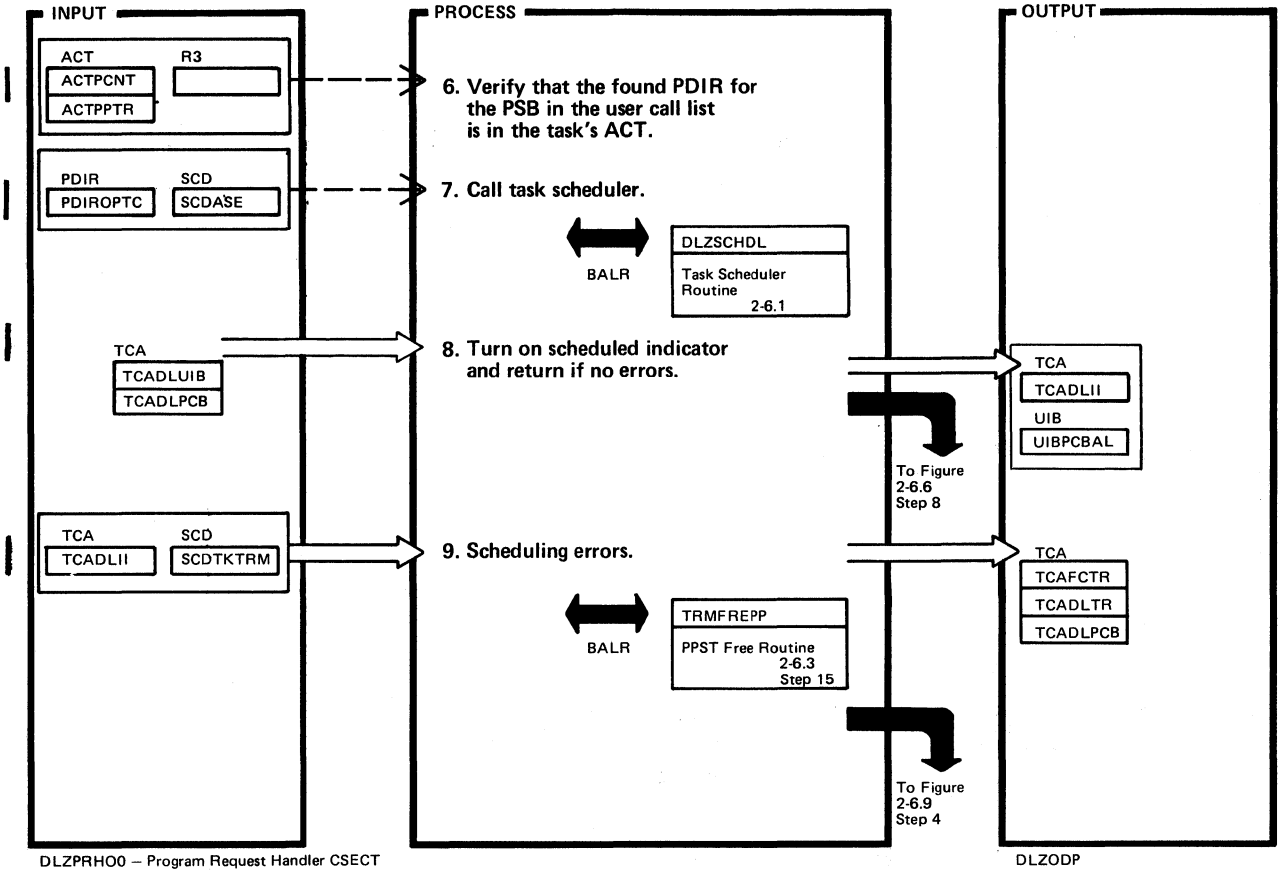 INPUT
PROCESS
OUTPUT
ACT
R3
ACTPCNT
ACTPPTR
6. Verify that the found PDIR for
the PSB in the user call list
is in the task's ACT.
PDIR
SCD
PDIROPTC
SCDASE
7. Call task scheduler.
BALR
DLZSCHDL
Task Scheduler
Routine
2-6.1
TCA
TCADLUIB
TCADLPCB
8. Turn on scheduled indicator
and return if no errors.
TCA
TCADLII
UIB
UIBPCBAL
To Figure
2-6.6
Step 8
TCA
SCD
TCADLII
SCDTKTRM
9. Scheduling errors.
BALR
TRMFREPP
PPST Free Routine
2-6.3
Step 15
TCA
TCAFCTR
TCADLTR
TCADLPCB
To Figure
2-6.9
Step 4
DLZPRHO0 – Program Request Handler CSECT
DLZODP